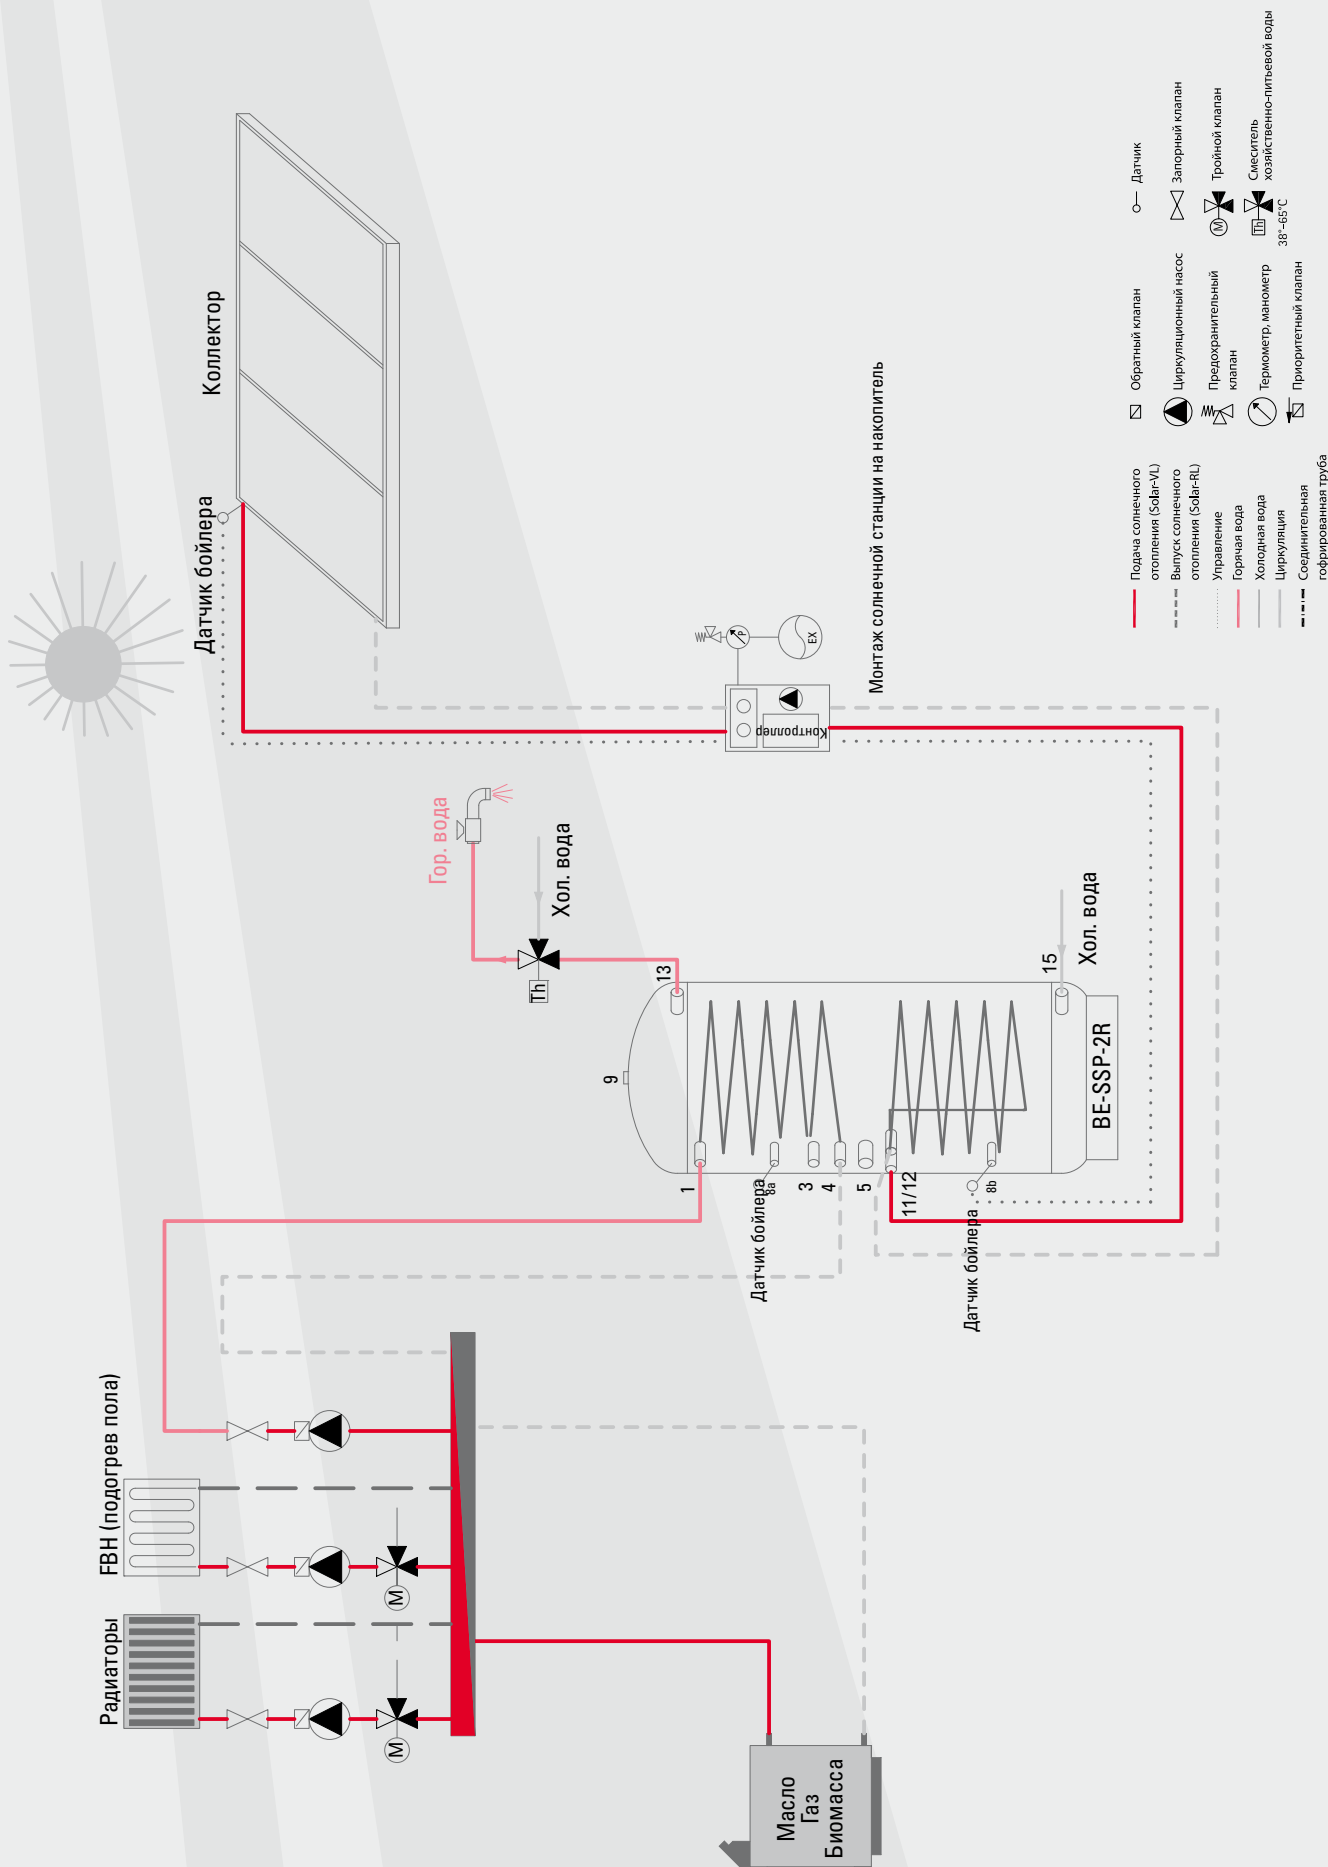 Коллектор
Датчик бойлера
Гор. вода
Хол. вода
Th
P
EX
Контроллер
Монтаж солнечной станции на накопитель
FBH (подогрев пола)
Радиаторы
M
M
9
13
15
Хол. вода
1
8a
Датчик бойлера
3
4
5
11/12
8b
Датчик бойлера
BE-SSP-2R
Масло
Газ
Биомасса
Подача солнечного
отопления (Solar-VL)
Выпуск солнечного
отопления (Solar-RL)
Управление
Горячая вода
Холодная вода
Циркуляция
Соединительная
гофрированная труба
Обратный клапан
Циркуляционный насос
Предохранительный
клапан
Термометр, манометр
Приоритетный клапан
Датчик
Запорный клапан
M
Тройной клапан
Th
Смеситель
хозяйственно-питьевой воды
38°–65°C